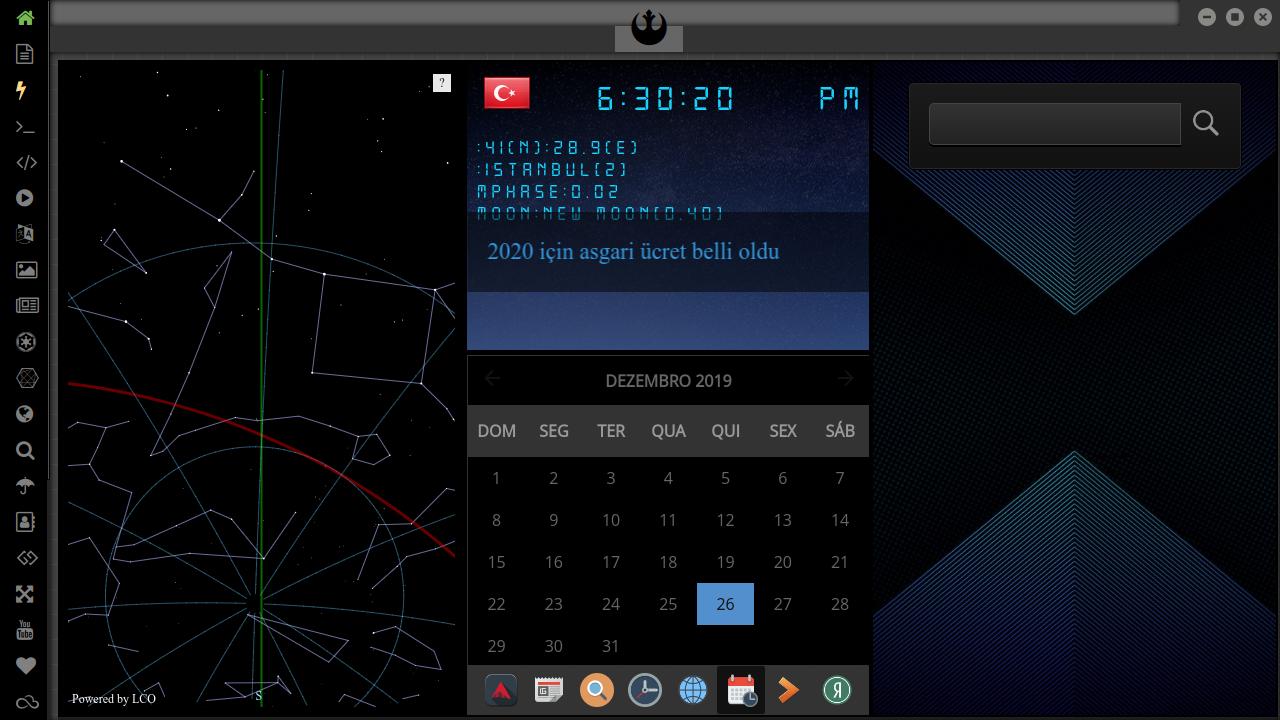 ?
6:30:20 PM
:41(N):28.9(E)
:ISTANBUL(2)
MPHASE:0.02
MOON:NEW MOON(0.40)
2020 için asgari ücret belli oldu
DEZEMBRO 2019
DOM SEG TER QUA QUI SEX SÁB
1 2 3 4 5 6 7
8 9 10 11 12 13 14
15 16 17 18 19 20 21
22 23 24 25 26 27 28
29 30 31
Powered by LCO
S
You
Tube
Я